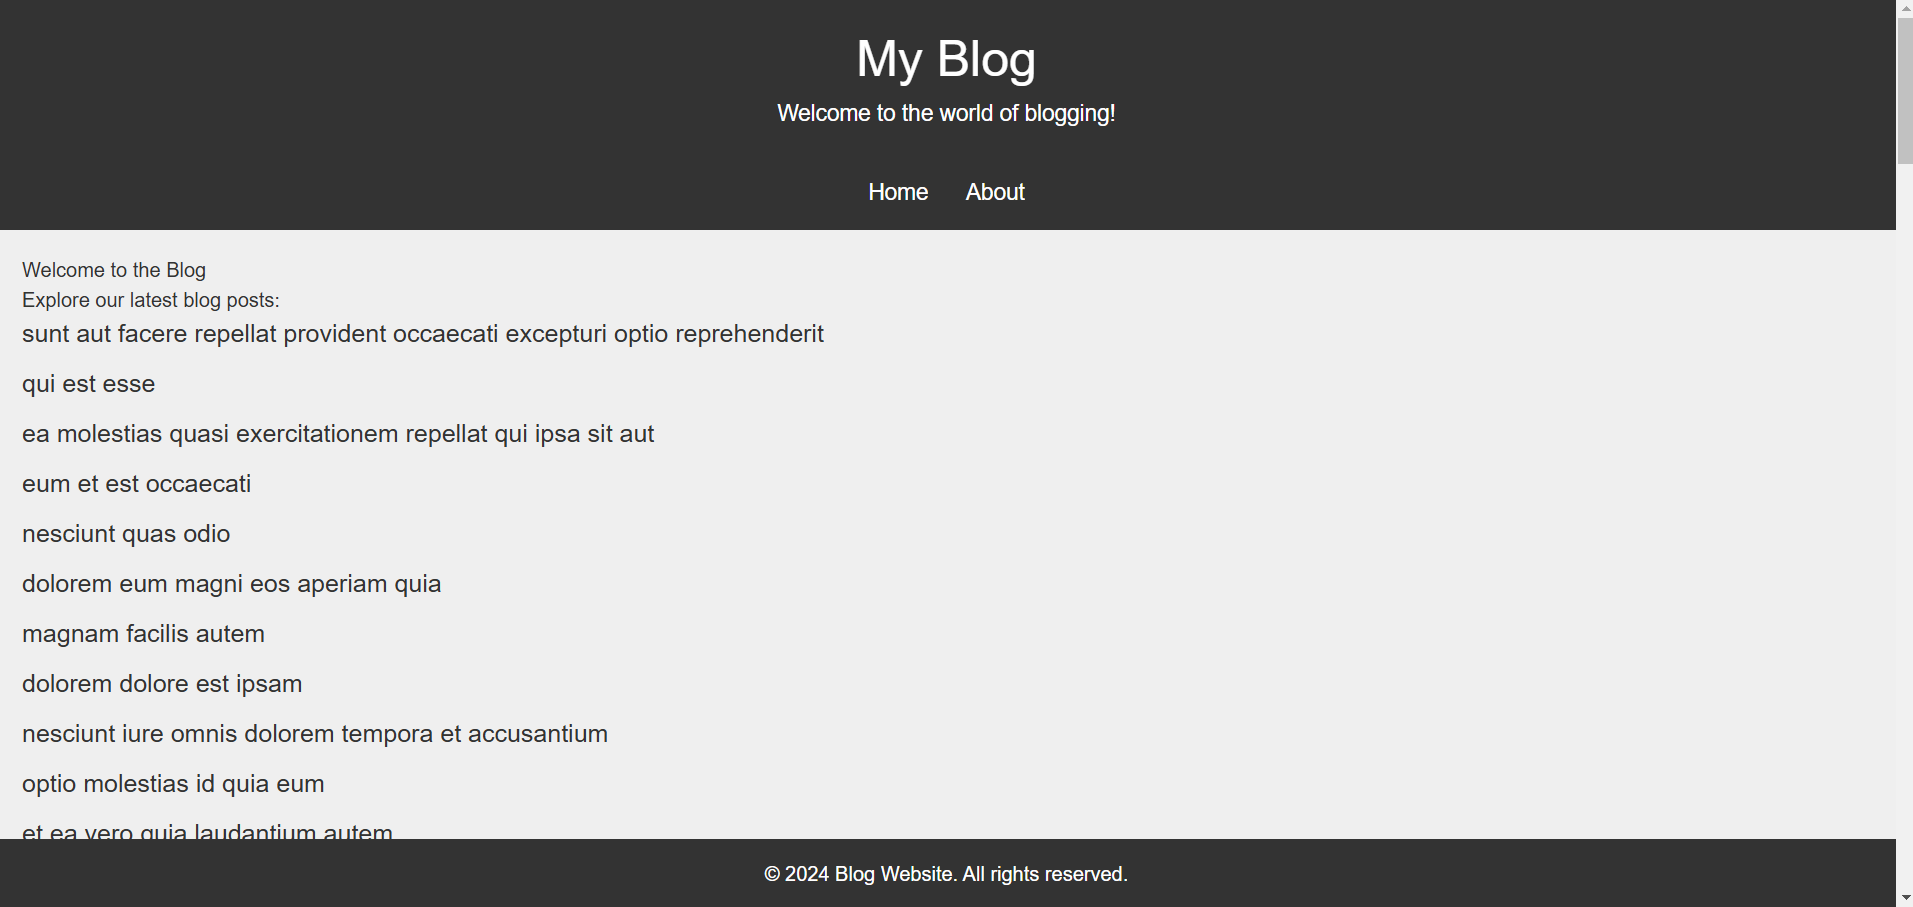 My Blog
Welcome to the world of blogging!
Home About
Welcome to the Blog
Explore our latest blog posts:
sunt aut facere repellat provident occaecati excepturi optio reprehenderit
qui est esse
ea molestias quasi exercitationem repellat qui ipsa sit aut
eum et est occaecati
nesciunt quas odio
dolorem eum magni eos aperiam quia
magnam facilis autem
dolorem dolore est ipsam
nesciunt iure omnis dolorem tempora et accusantium
optio molestias id quia eum
et ea vero quia laudantium autem
© 2024 Blog Website. All rights reserved.